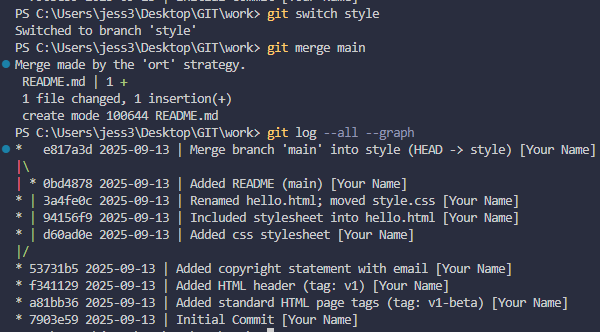 PS C:\Users\jess3\Desktop\GIT\work> git switch style
Switched to branch 'style'
PS C:\Users\jess3\Desktop\GIT\work> git merge main
Merge made by the 'ort' strategy.
 README.md | 1 +
 1 file changed, 1 insertion(+)
 create mode 100644 README.md
PS C:\Users\jess3\Desktop\GIT\work> git log --all --graph
*   e817a3d 2025-09-13 | Merge branch 'main' into style (HEAD -> style) [Your Name]
|\
| * 0bd4878 2025-09-13 | Added README (main) [Your Name]
* | 3a4fe0c 2025-09-13 | Renamed hello.html; moved style.css [Your Name]
* | 94156f9 2025-09-13 | Included stylesheet into hello.html [Your Name]
* | d60ad0e 2025-09-13 | Added css stylesheet [Your Name]
|/
* 53731b5 2025-09-13 | Added copyright statement with email [Your Name]
* f341129 2025-09-13 | Added HTML header (tag: v1) [Your Name]
* a81bb36 2025-09-13 | Added standard HTML page tags (tag: v1-beta) [Your Name]
* 7903e59 2025-09-13 | Initial Commit [Your Name]